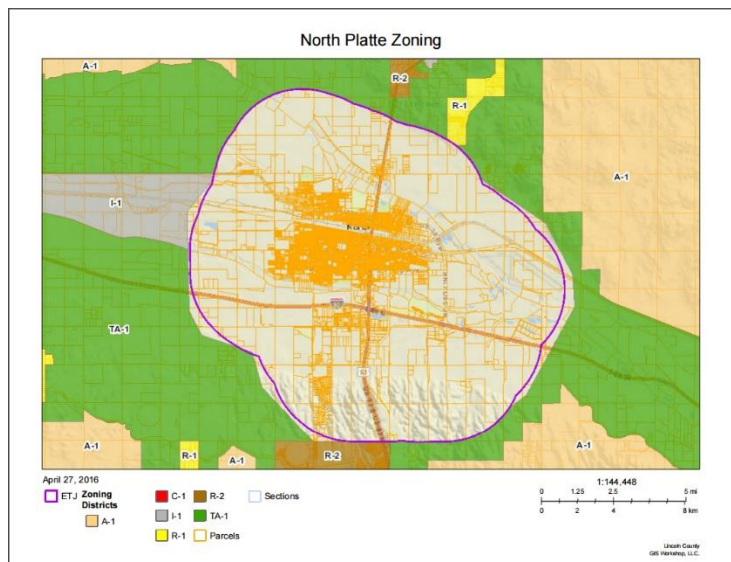 North Platte Zoning
A-1
R-2
R-1
A-1
I-1
TA-1
A-1
R-1
A-1
R-2
A-1
April 27, 2016
ETJ
Zoning Districts
A-1
C-1
I-1
R-1
R-2
TA-1
Parcels
Sections
1:144,448
0 1.25 2.5 5 mi
0 2 4 8 km
Lincoln County
GIS Workshop, L.L.C.